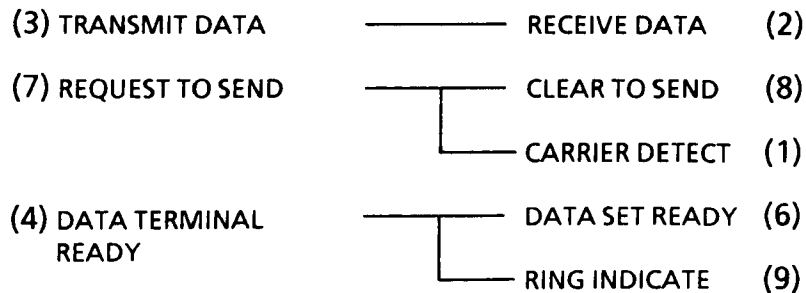 (3) TRANSMIT DATA RECEIVE DATA (2)
(7) REQUEST TO SEND CLEAR TO SEND (8)
CARRIER DETECT (1)
(4) DATA TERMINAL READY DATA SET READY (6)
RING INDICATE (9)